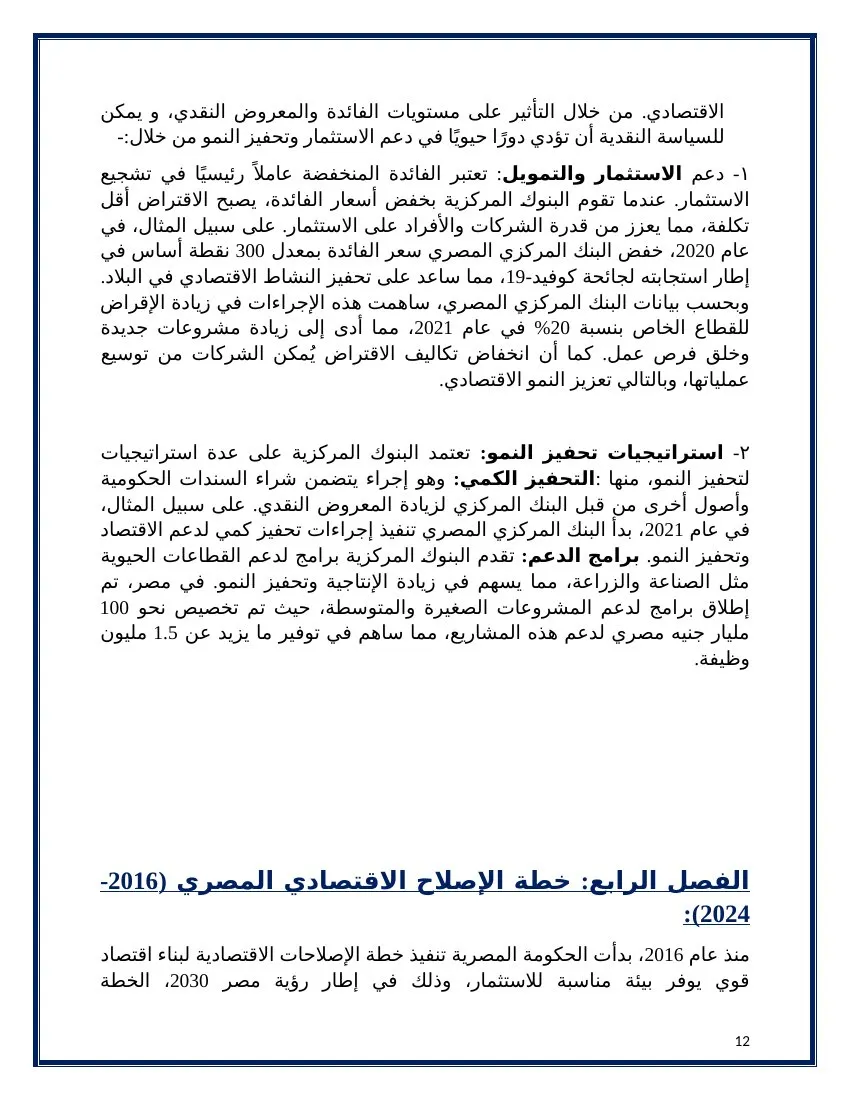 الاقتصادي. من خلال التأثير على مستويات الفائدة والمعروض النقدي، و يمكن
للسياسة النقدية أن تؤدي دورًا حيويًا في دعم الاستثمار وتحفيز النمو من خلال:-
١- دعم الاستثمار والتمويل: تعتبر الفائدة المنخفضة عاملاً رئيسيًا في تشجيع
الاستثمار. عندما تقوم البنوك المركزية بخفض أسعار الفائدة، يصبح الاقتراض أقل
تكلفة، مما يعزز من قدرة الشركات والأفراد على الاستثمار. على سبيل المثال، في
عام 2020، خفض البنك المركزي المصري سعر الفائدة بمعدل 300 نقطة أساس في
إطار استجابته لجائحة كوفيد-19، مما ساعد على تحفيز النشاط الاقتصادي في البلاد.
وبحسب بيانات البنك المركزي المصري، ساهمت هذه الإجراءات في زيادة الإقراض
للقطاع الخاص بنسبة 20% في عام 2021، مما أدى إلى زيادة مشروعات جديدة
وخلق فرص عمل. كما أن انخفاض تكاليف الاقتراض يُمكن الشركات من توسيع
عملياتها، وبالتالي تعزيز النمو الاقتصادي.
٢- استراتيجيات تحفيز النمو: تعتمد البنوك المركزية على عدة استراتيجيات
لتحفيز النمو، منها :التحفيز الكمي: وهو إجراء يتضمن شراء السندات الحكومية
وأصول أخرى من قبل البنك المركزي لزيادة المعروض النقدي. على سبيل المثال،
في عام 2021، بدأ البنك المركزي المصري تنفيذ إجراءات تحفيز كمي لدعم الاقتصاد
وتحفيز النمو. برامج الدعم: تقدم البنوك المركزية برامج لدعم القطاعات الحيوية
مثل الصناعة والزراعة، مما يسهم في زيادة الإنتاجية وتحفيز النمو. في مصر، تم
إطلاق برامج لدعم المشروعات الصغيرة والمتوسطة، حيث تم تخصيص نحو 100
مليار جنيه مصري لدعم هذه المشاريع، مما ساهم في توفير ما يزيد عن 1.5 مليون
وظيفة.
الفصل الرابع: خطة الإصلاح الاقتصادي المصري (2016-
2024):
منذ عام 2016، بدأت الحكومة المصرية تنفيذ خطة الإصلاحات الاقتصادية لبناء اقتصاد
قوي يوفر بيئة مناسبة للاستثمار، وذلك في إطار رؤية مصر 2030، الخطة
12